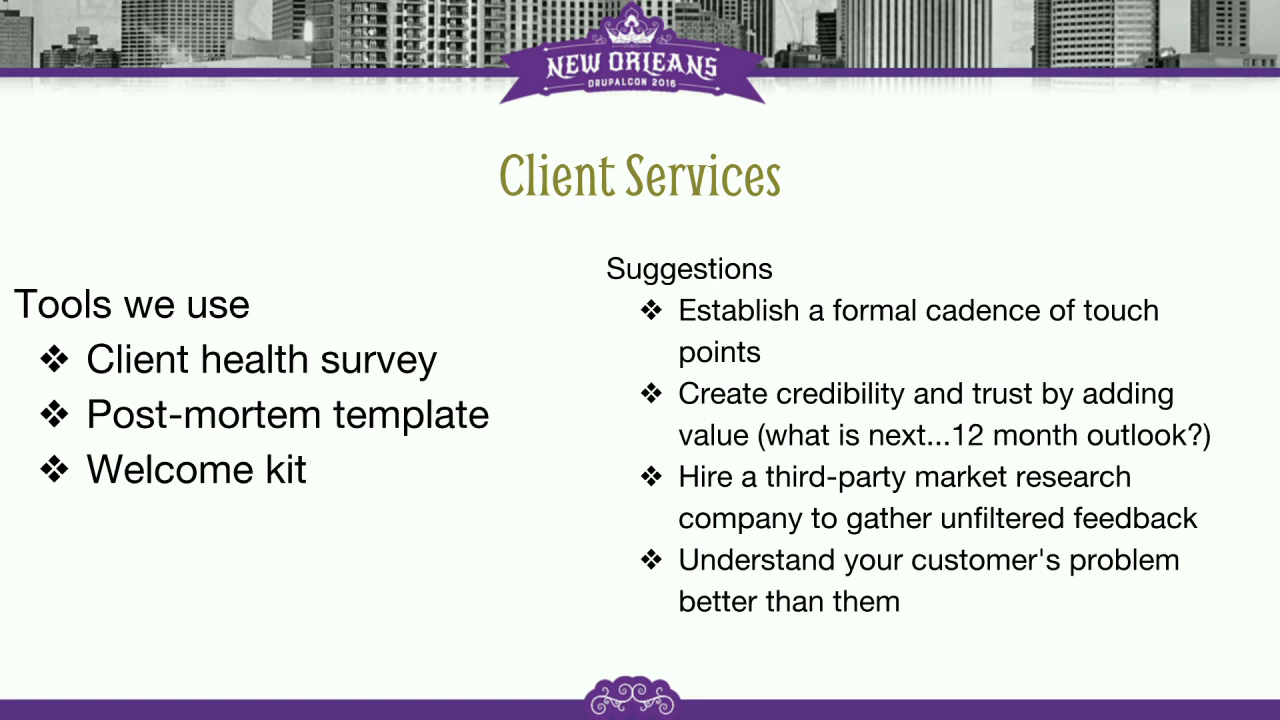 NEW ORLEANS
DRUPALCON 2016
Client Services
Tools we use
❖ Client health survey
❖ Post-mortem template
❖ Welcome kit
Suggestions
❖ Establish a formal cadence of touch
points
❖ Create credibility and trust by adding
value (what is next...12 month outlook?)
❖ Hire a third-party market research
company to gather unfiltered feedback
❖ Understand your customer's problem
better than them